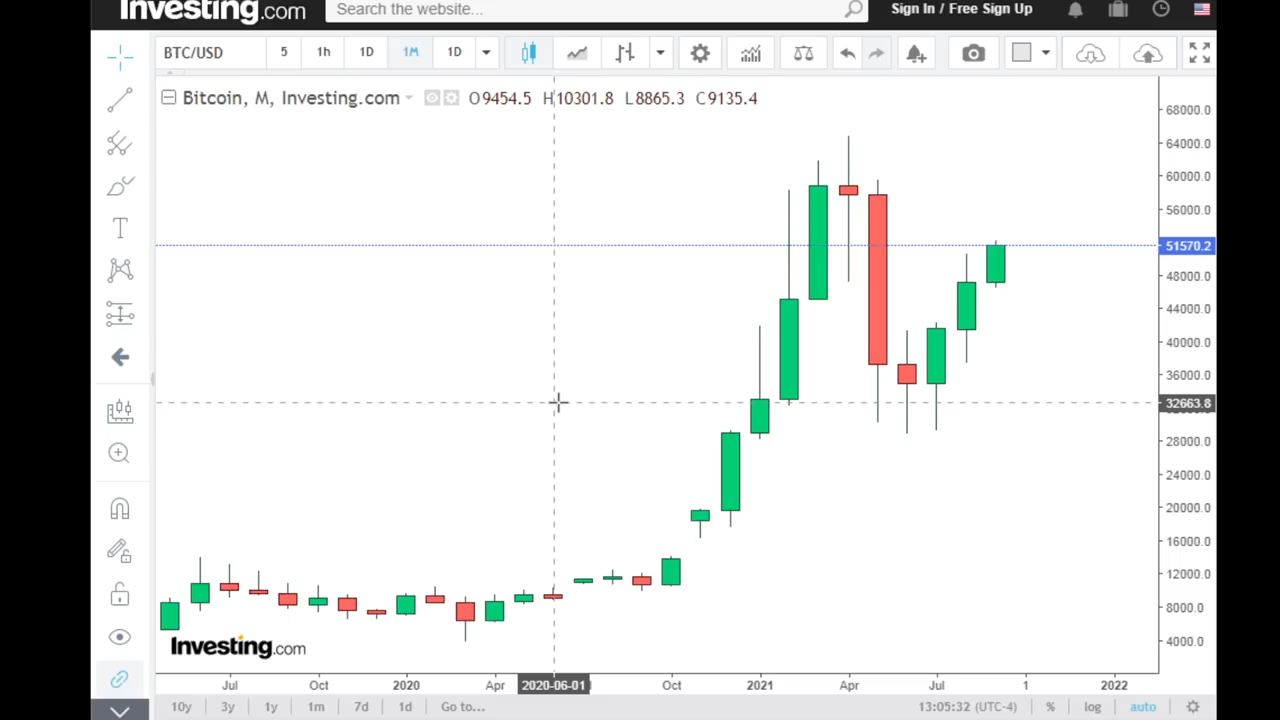 Investing.com
Search the website...
Sign In / Free Sign Up
BTC/USD 5 1h 1D 1M 1D
Bitcoin, M, Investing.com O9454.5 H10301.8 L8865.3 C9135.4
T
68000.0
64000.0
60000.0
56000.0
51570.2
48000.0
44000.0
40000.0
36000.0
32663.8
28000.0
24000.0
20000.0
16000.0
12000.0
8000.0
4000.0
Investing.com
Jul Oct 2020 Apr 2020-06-01 Oct 2021 Apr Jul 1 2022
10y 3y 1y 1m 7d 1d Go to... 13:05:32 (UTC-4) % log auto